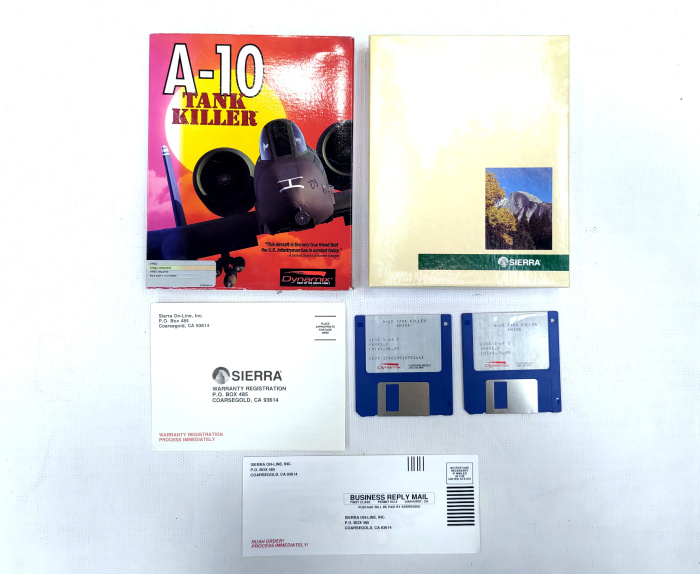 A-10
TANK
KILLER
"This aircraft is the only true friend that
the U.S. infantryman has in combat today."
Dynamix
SIERRA
Sierra On-Line, Inc.
P.O. Box 485
Coarsegold, CA 93614
PLACE
APPROPRIATE
POSTAGE
HERE
SIERRA
WARRANTY REGISTRATION
P.O. BOX 485
COARSEGOLD, CA 93614
WARRANTY REGISTRATION
PROCESS IMMEDIATELY
A-10 TANK KILLER
AMIGA
Dynamix
A-10 TANK KILLER
AMIGA
Dynamix
SIERRA ON-LINE, INC.
P.O. BOX 485
COARSEGOLD, CA 93614
NO POSTAGE
NECESSARY
IF MAILED
IN THE
UNITED STATES
BUSINESS REPLY MAIL
POSTAGE WILL BE PAID BY ADDRESSEE
SIERRA ON-LINE, INC.
P.O. BOX 485
COARSEGOLD, CA 93614
RUSH ORDER!
PROCESS IMMEDIATELY!